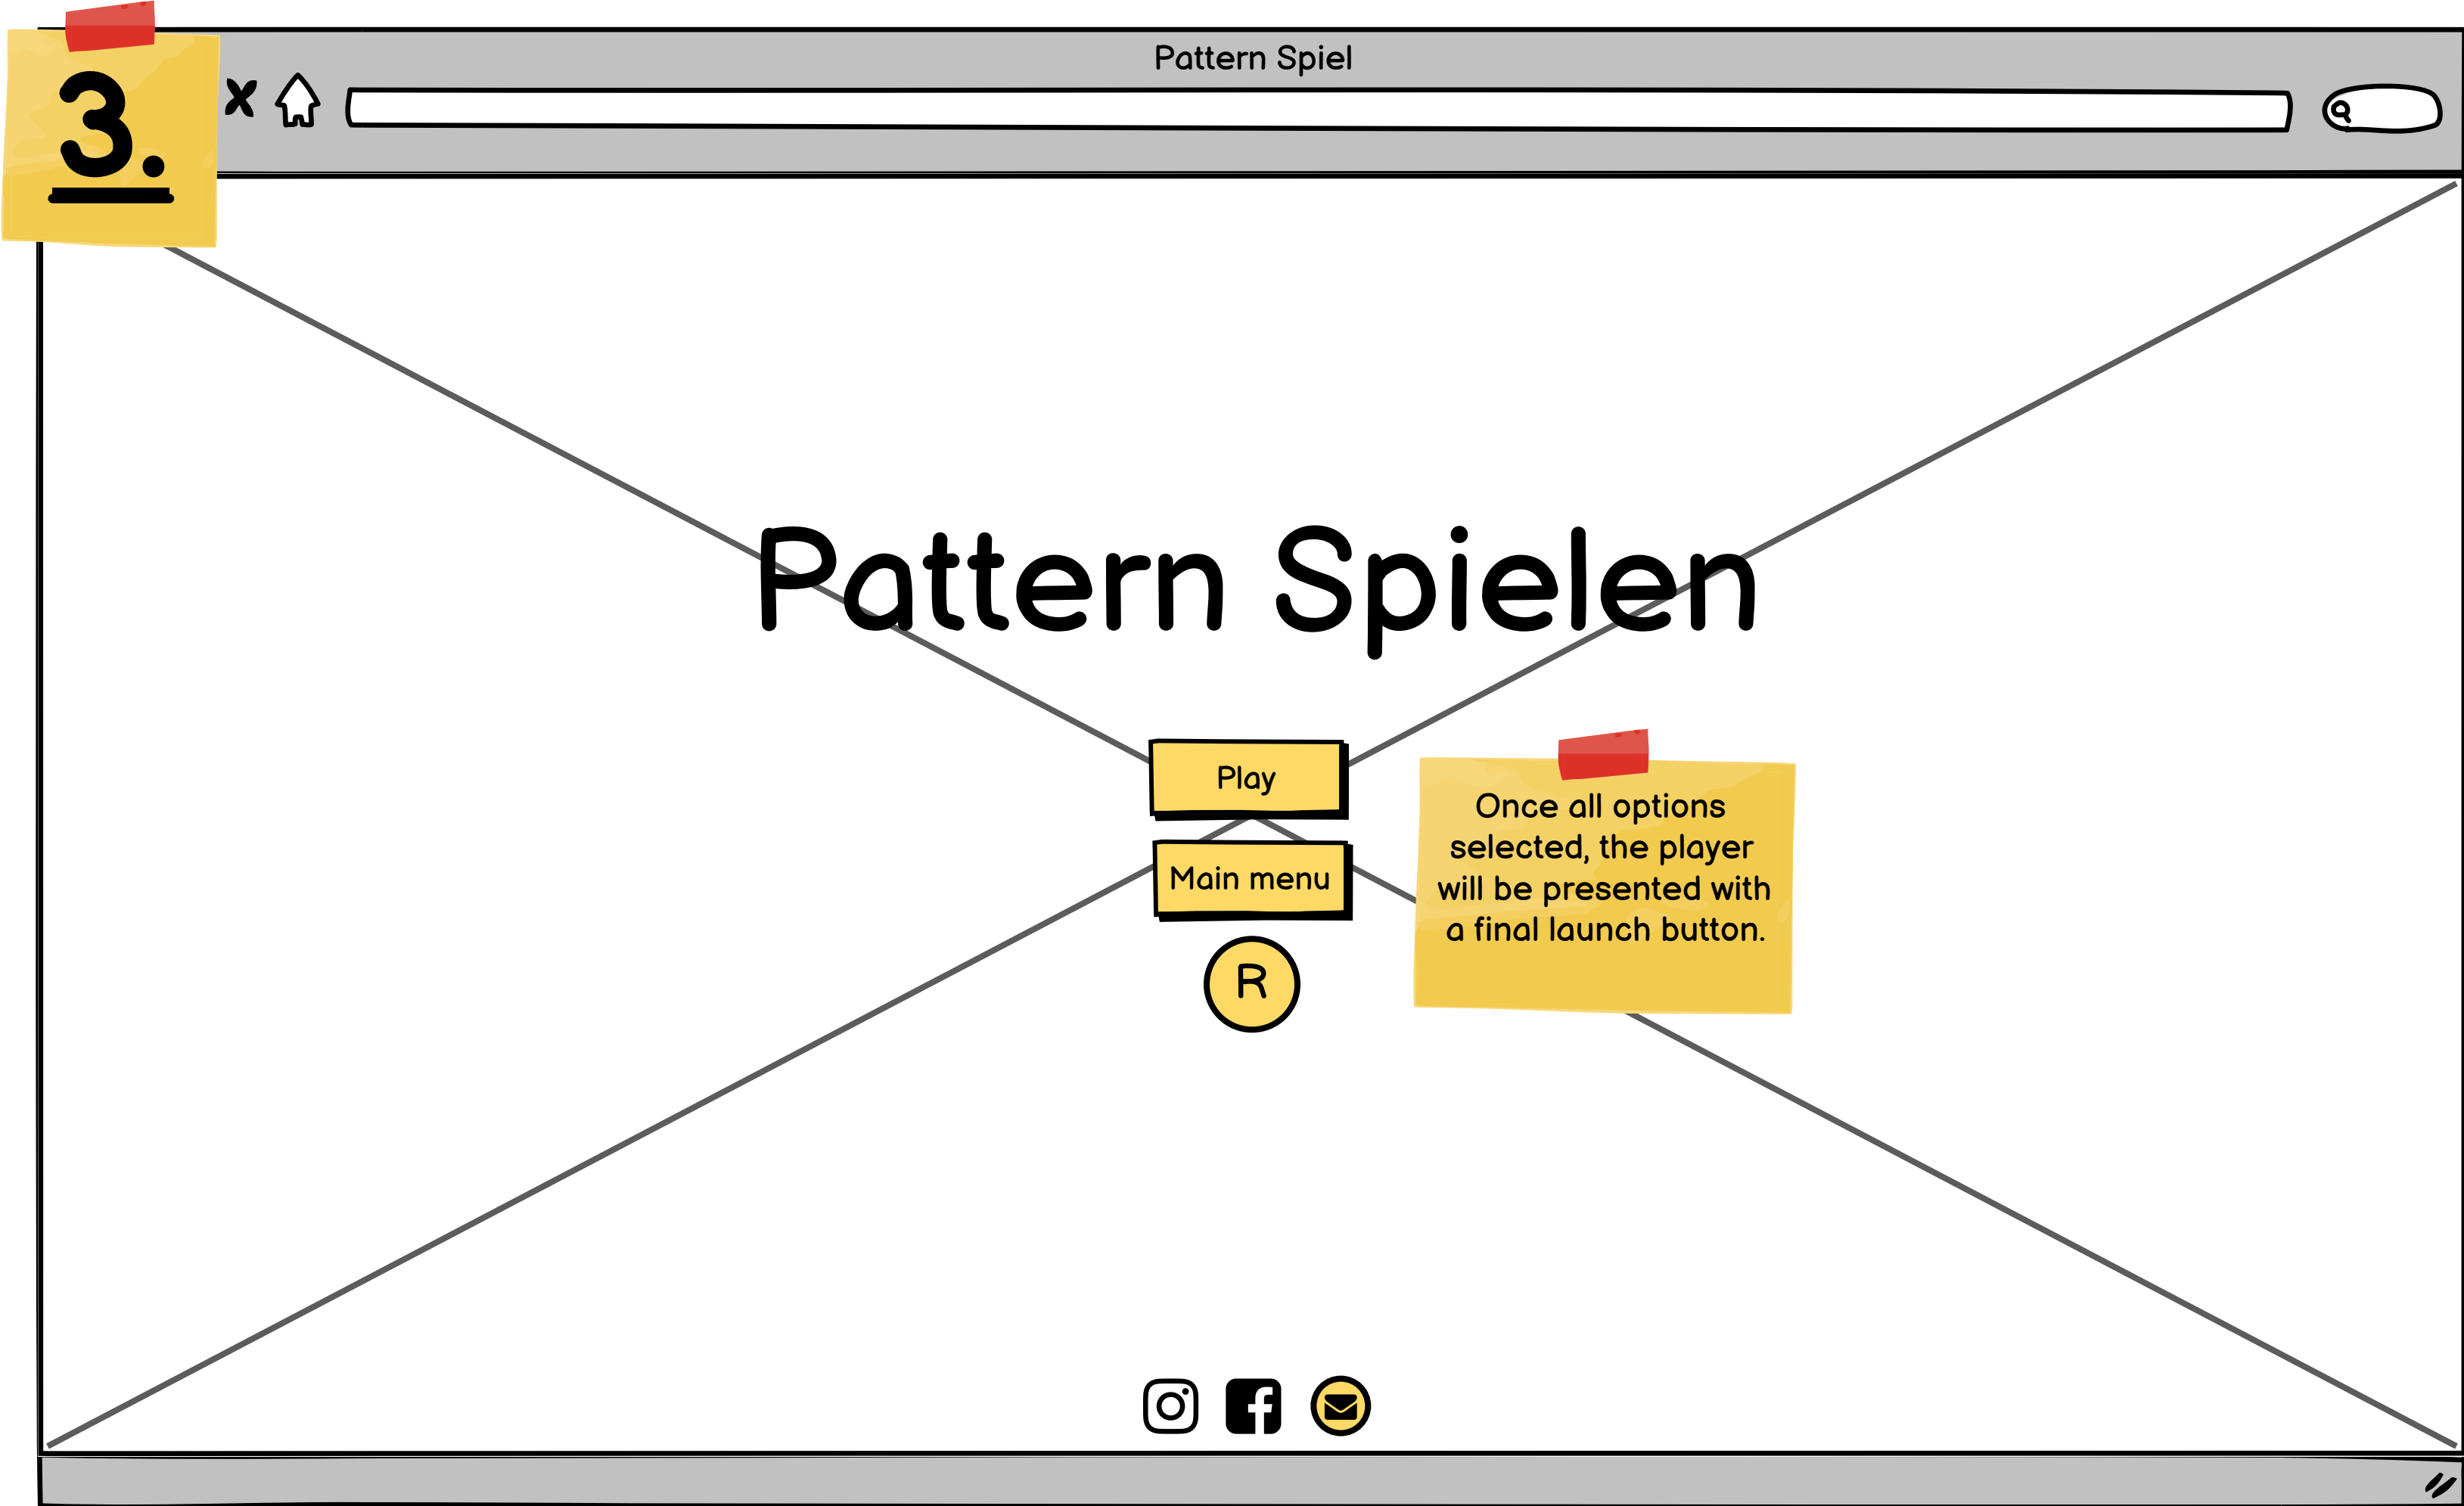 3.
Pattern Spiel
Pattern Spielen
Play
Main menu
R
Once all options
selected, the player
will be presented with
a final launch button.